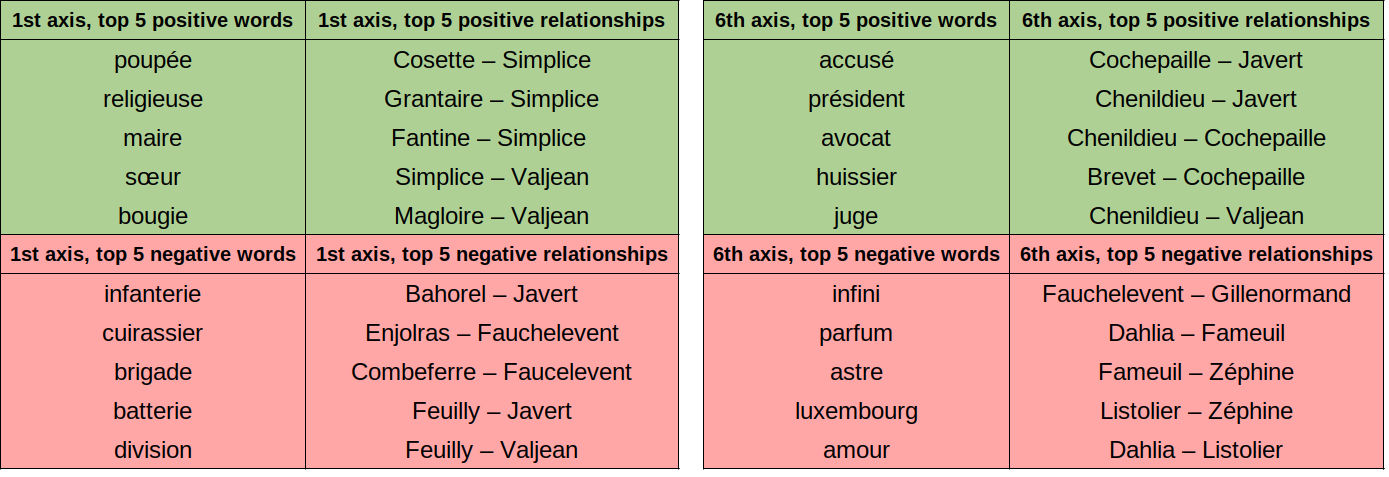 1st axis, top 5 positive words 1st axis, top 5 positive relationships
poupée Cosette – Simplice
religieuse Grantaire – Simplice
maire Fantine – Simplice
sœur Simplice – Valjean
bougie Magloire – Valjean
1st axis, top 5 negative words 1st axis, top 5 negative relationships
infanterie Bahorel – Javert
cuirassier Enjolras – Fauchelevent
brigade Combeferre – Faucelevent
batterie Feuilly – Javert
division Feuilly – Valjean
6th axis, top 5 positive words 6th axis, top 5 positive relationships
accusé Cochepaille – Javert
président Chenildieu – Javert
avocat Chenildieu – Cochepaille
huissier Brevet – Cochepaille
juge Chenildieu – Valjean
6th axis, top 5 negative words 6th axis, top 5 negative relationships
infini Fauchelevent – Gillenormand
parfum Dahlia – Fameuil
astre Fameuil – Zéphine
luxembourg Listolier – Zéphine
amour Dahlia – Listolier